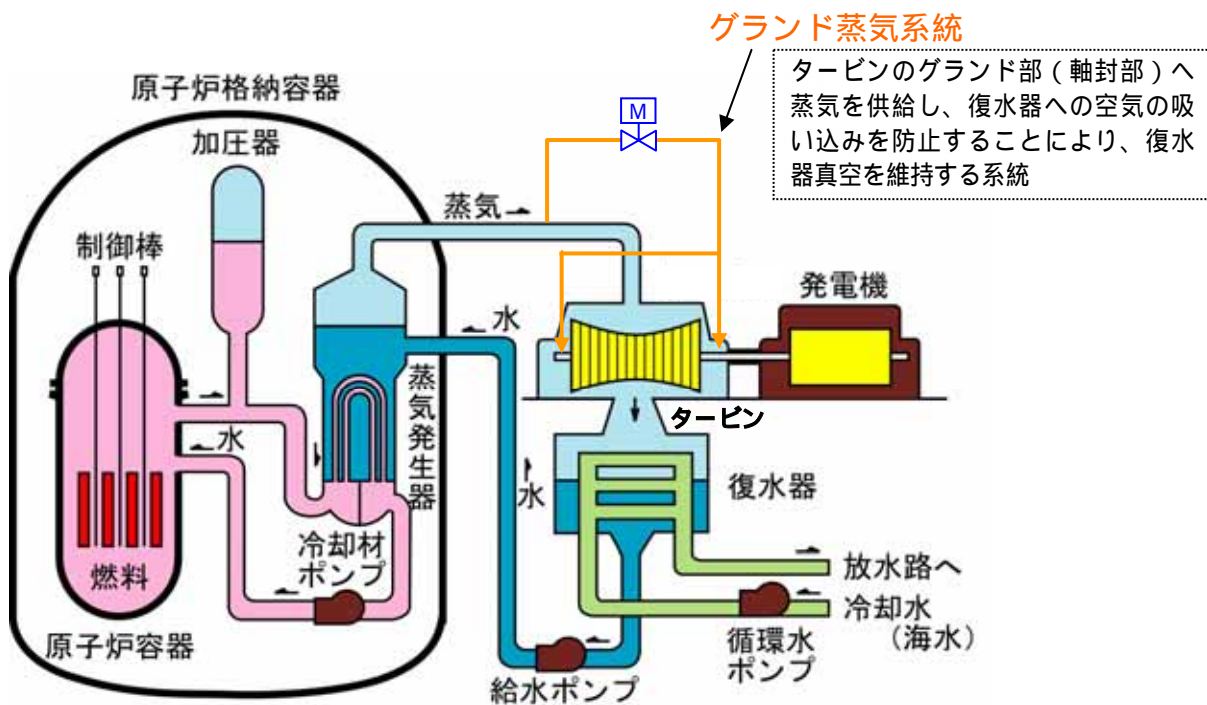 グランド蒸気系統
タービンのグランド部（軸封部）へ
蒸気を供給し、復水器への空気の吸
い込みを防止することにより、復水
器真空を維持する系統
M
原子炉格納容器
加圧器
蒸気
制御棒
発電機
水
蒸気発生器
タービン
水
水
復水器
冷却材
ポンプ
燃料
放水路へ
冷却水
（海水）
循環水
ポンプ
原子炉容器
給水ポンプ